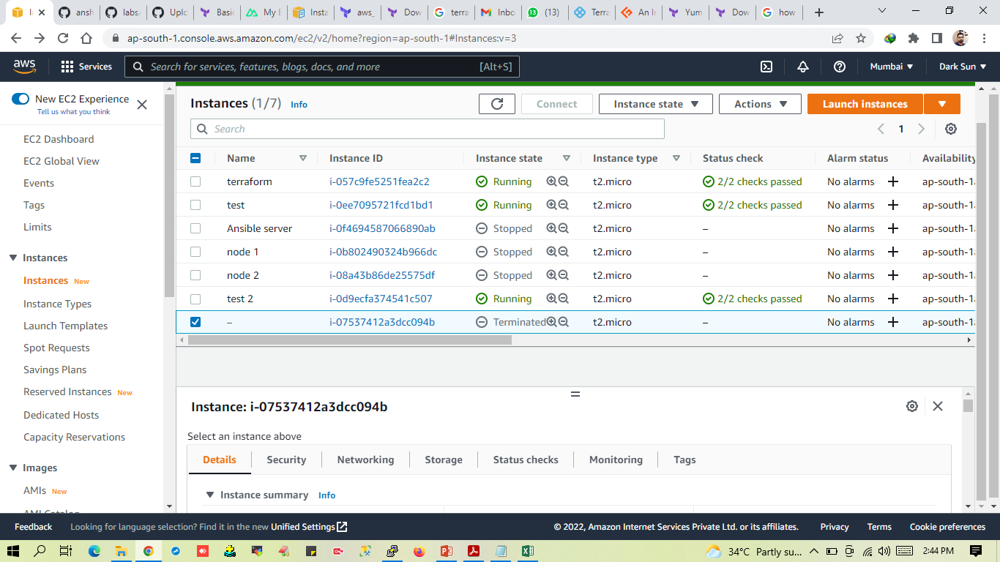 ansh
labs/
Uplo
Basic
My E
Insta
aws_
Dow
terra
Inbo
(13)
Terra
An In
Yum
Dow
how
ap-south-1.console.aws.amazon.com/ec2/v2/home?region=ap-south-1#Instances:v=3
aws
Services
Search for services, features, blogs, docs, and more
[Alt+S]
Mumbai
Dark Sun
New EC2 Experience
Tell us what you think
EC2 Dashboard
EC2 Global View
Events
Tags
Limits
Instances
Instances New
Instance Types
Launch Templates
Spot Requests
Savings Plans
Reserved Instances New
Dedicated Hosts
Capacity Reservations
Images
AMIs New
AMI Catalog
Instances (1/7) Info
Connect
Instance state
Actions
Launch instances
Search
1
Name Instance ID Instance state Instance type Status check Alarm status Availability
terraform i-057c9fe5251fea2c2 Running t2.micro 2/2 checks passed No alarms ap-south-1
test i-0ee7095721fcd1bd1 Running t2.micro 2/2 checks passed No alarms ap-south-1
Ansible server i-0f4694587066890ab Stopped t2.micro – No alarms ap-south-1
node 1 i-0b802490324b966dc Stopped t2.micro – No alarms ap-south-1
node 2 i-08a43b86de25575df Stopped t2.micro – No alarms ap-south-1
test 2 i-0d9ecfa374541c507 Running t2.micro 2/2 checks passed No alarms ap-south-1
– i-07537412a3dcc094b Terminated t2.micro – No alarms ap-south-1
Instance: i-07537412a3dcc094b
Select an instance above
Details
Security
Networking
Storage
Status checks
Monitoring
Tags
Instance summary Info
Feedback
Looking for language selection? Find it in the new Unified Settings
© 2022, Amazon Internet Services Private Ltd. or its affiliates.
Privacy
Terms
Cookie preferences
34°C Partly su...
2:44 PM